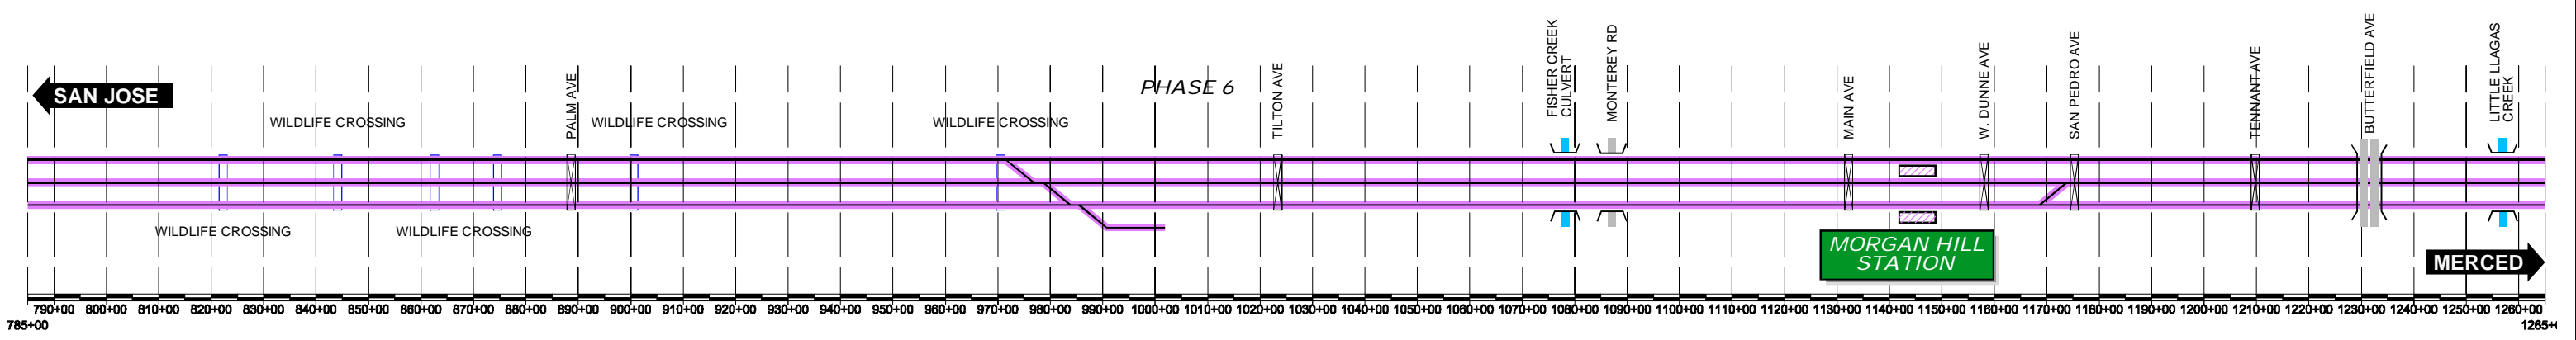 SAN JOSE
WILDLIFE CROSSING
PALM AVE
WILDLIFE CROSSING
WILDLIFE CROSSING
PHASE 6
TILTON AVE
FISHER CREEK
CULVERT
MONTEREY RD
MAIN AVE
W. DUNNE AVE
SAN PEDRO AVE
TENNANT AVE
BUTTERFIELD AVE
LITTLE LLAGAS
CREEK
WILDLIFE CROSSING
WILDLIFE CROSSING
MORGAN HILL
STATION
MERCED
790+00 800+00 810+00 820+00 830+00 840+00 850+00 860+00 870+00 880+00 890+00 900+00 910+00 920+00 930+00 940+00 950+00 960+00 970+00 980+00 990+00 1000+00 1010+00 1020+00 1030+00 1040+00 1050+00 1060+00 1070+00 1080+00 1090+00 1100+00 1110+00 1120+00 1130+00 1140+00 1150+00 1160+00 1170+00 1180+00 1190+00 1200+00 1210+00 1220+00 1230+00 1240+00 1250+00 1260+00
785+00